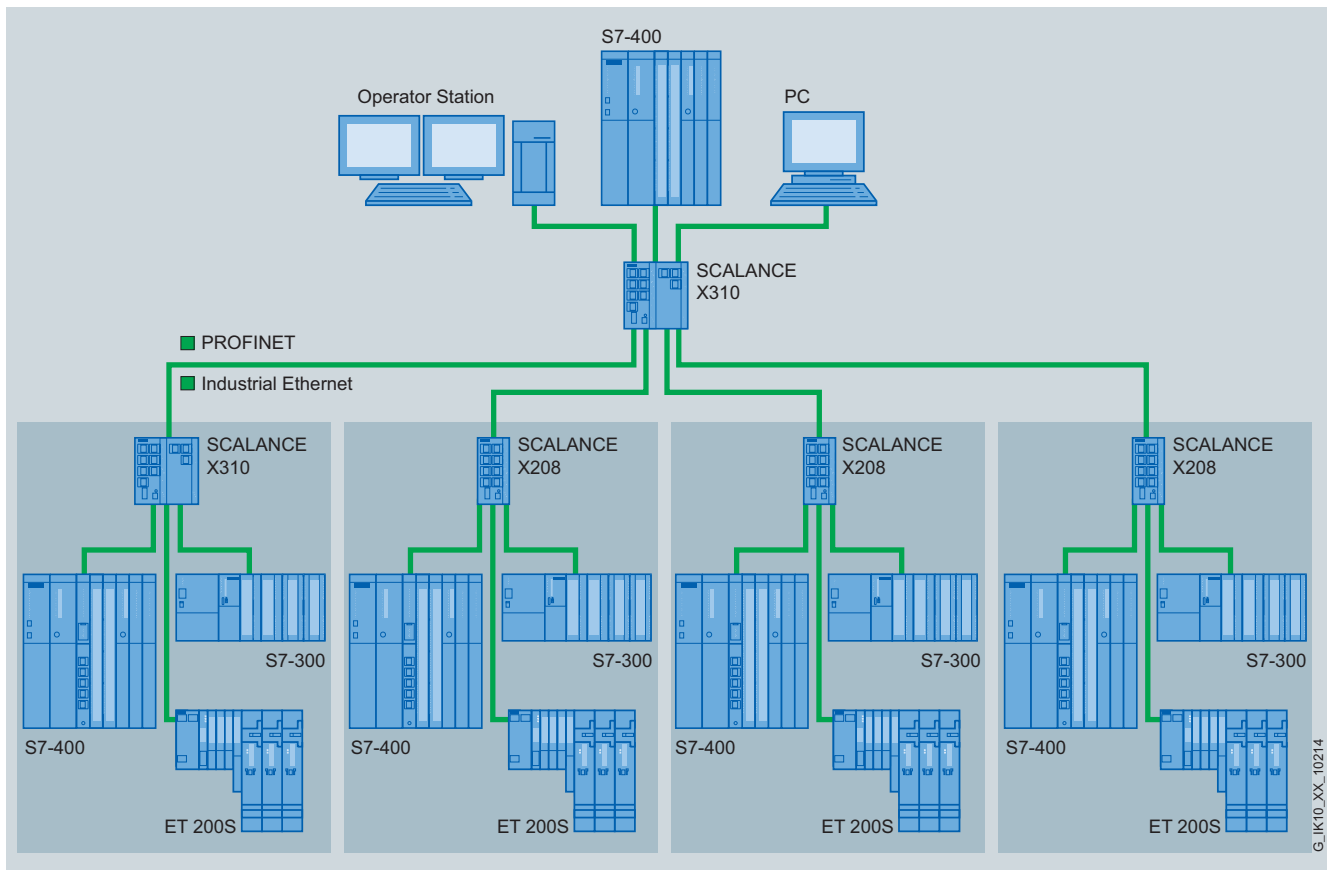 S7-400
Operator Station
PC
SCALANCE
X310
PROFINET
Industrial Ethernet
SCALANCE
X310
SCALANCE
X208
SCALANCE
X208
SCALANCE
X208
S7-300
S7-400
ET 200S
S7-300
S7-400
ET 200S
S7-300
S7-400
ET 200S
S7-300
S7-400
ET 200S
G_IK10_XX_10214